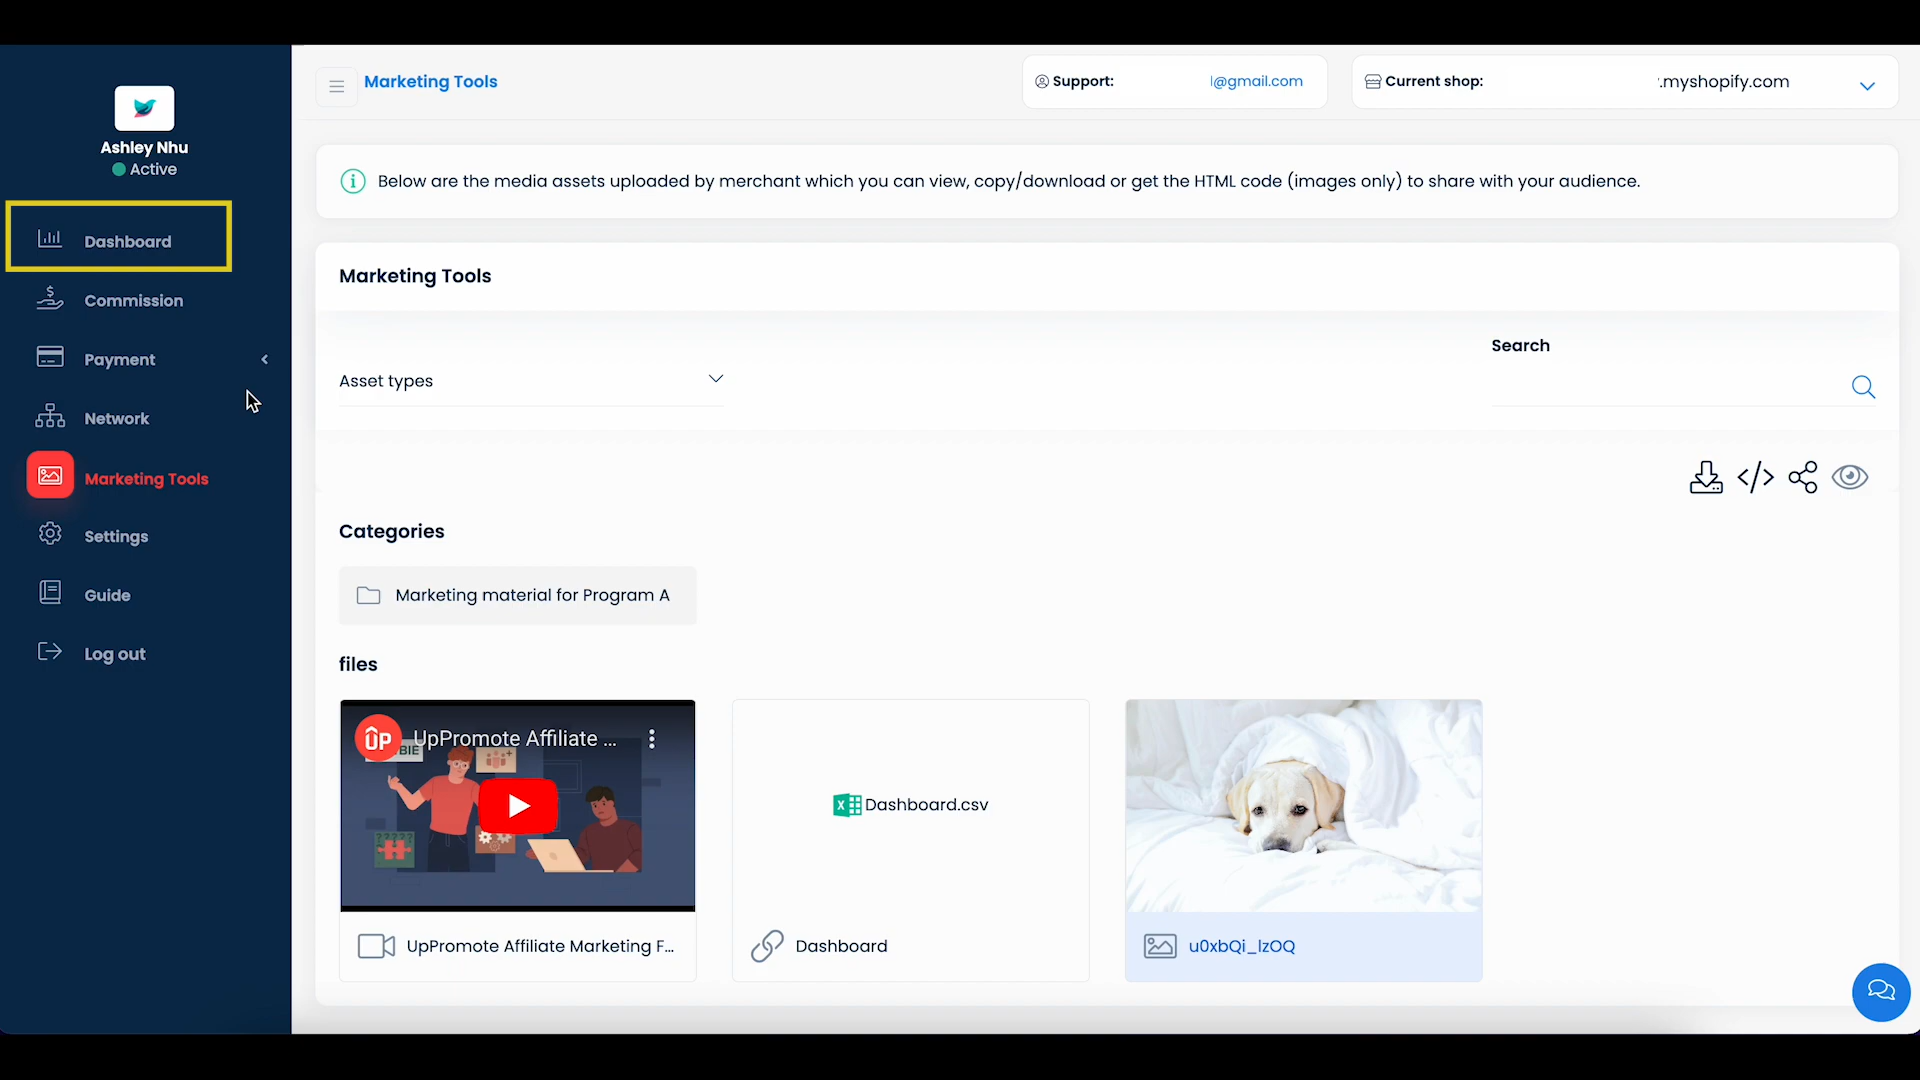 Ashley Nhu
Active
Dashboard
Commission
Payment
Network
Marketing Tools
Settings
Guide
Log out
Marketing Tools
Support: @gmail.com
Current shop: .myshopify.com
Below are the media assets uploaded by merchant which you can view, copy/download or get the HTML code (images only) to share with your audience.
Marketing Tools
Search
Asset types
Categories
Marketing material for Program A
files
UP
UpPromote Affiliate ...
BIE
?????
Dashboard.csv
UpPromote Affiliate Marketing F...
Dashboard
u0xbQi_lzOQ